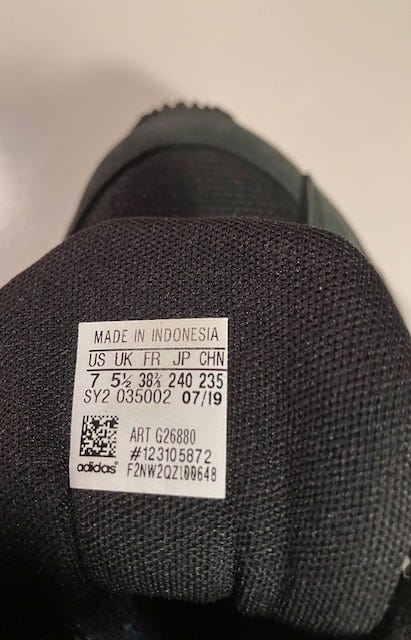 MADE IN INDONESIA
US UK FR JP CHN
7 5½ 38⅔ 240 235
SY2 035002 07/19
ART G26880
#123105872
adidas® F2NW2QZL00648